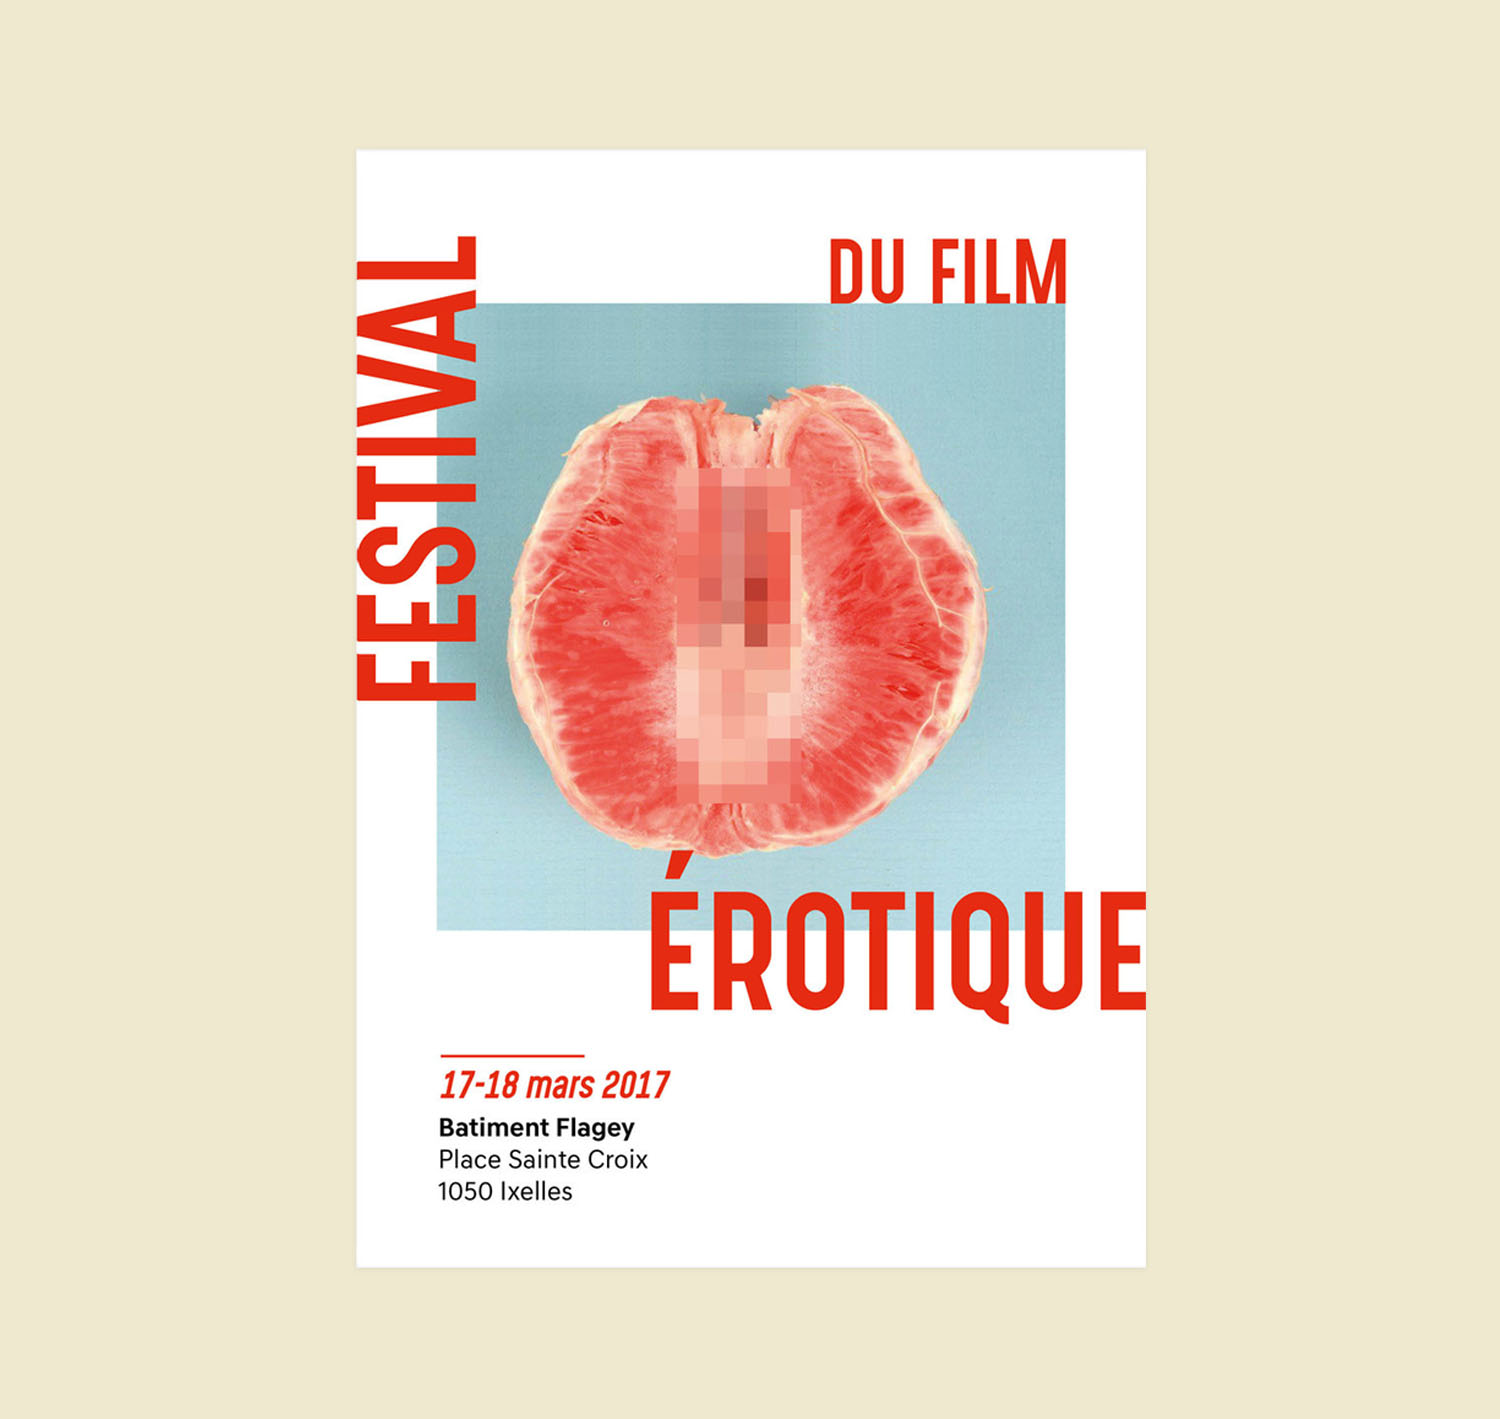 FESTIVAL
DU FILM
ÉROTIQUE
17-18 mars 2017
Batiment Flagey
Place Sainte Croix
1050 Ixelles